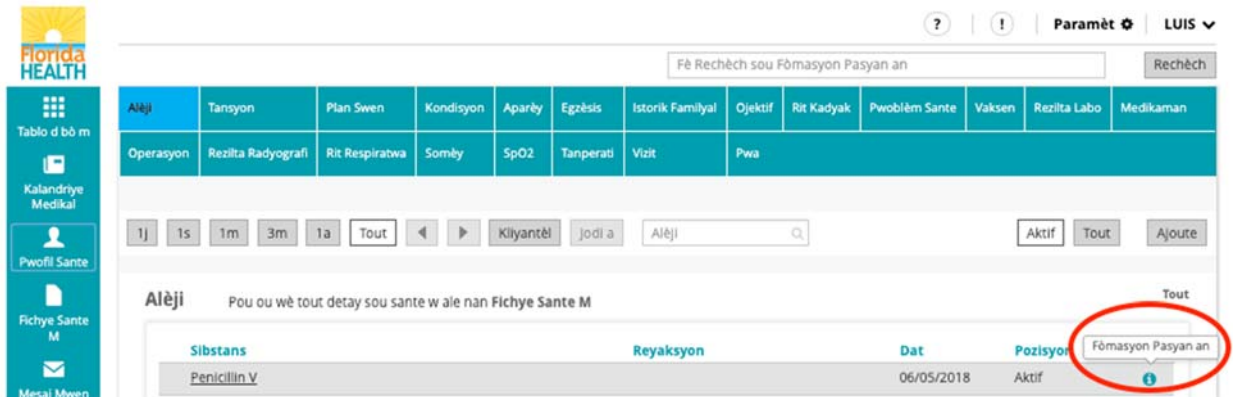 ? ! Paramèt LUIS
Florida
HEALTH
Fè Rechèch sou Fòmasyon Pasyan an Rechèch
Tablo d bò m
Kalandriye
Medikal
Pwofil Sante
Fichye Sante
M
Mesaj Mwen
Alèji Tansyon Plan Swen Kondisyon Aparèy Egzèsis Istorik Familyal Ojektif Rit Kadyak Pwoblèm Sante Vaksen Rezilta Labo Medikaman
Operasyon Rezilta Radyografi Rit Respiratwa Somèy SpO2 Tanperati Vizit Pwa
1j 1s 1m 3m 1a Tout Kliyantèl Jodi a Alèji Aktif Tout Ajoute
Alèji Pou ou wè tout detay sou sante w ale nan Fichye Sante M Tout
Fòmasyon Pasyan an
Sibstans Reyaksyon Dat Pozisyon
Penicillin V 06/05/2018 Aktif